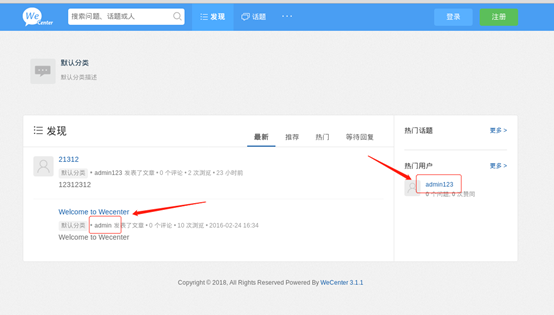 WeCenter 搜索问题、话题或人 发现 话题 ··· 登录 注册
默认分类
默认分类描述
发现 最新 推荐 热门 等待回复
21312
默认分类 • admin123 发表了文章 • 0 个评论 • 2 次浏览 • 23 小时前
12312312
Welcome to Wecenter
默认分类 • admin 发表了文章 • 0 个评论 • 10 次浏览 • 2016-02-24 16:34
Welcome to Wecenter
热门话题 更多 >
热门用户 更多 >
admin123
0 个问题, 0 次赞同
Copyright © 2018, All Rights Reserved Powered By WeCenter 3.1.1